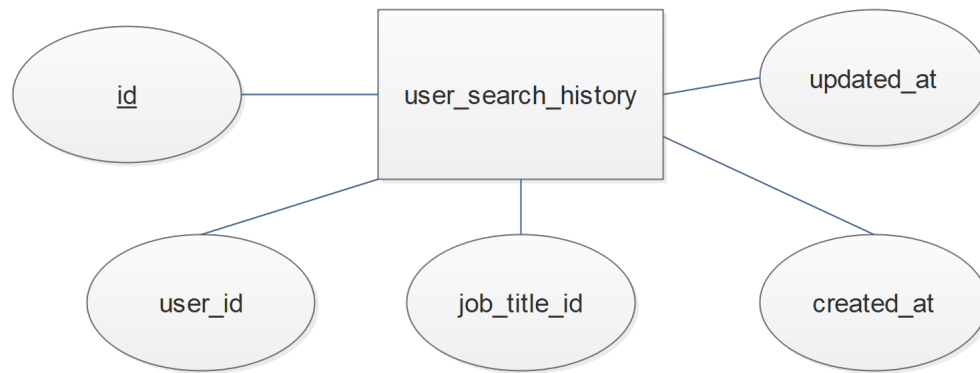 id
user_search_history
updated_at
user_id
job_title_id
created_at